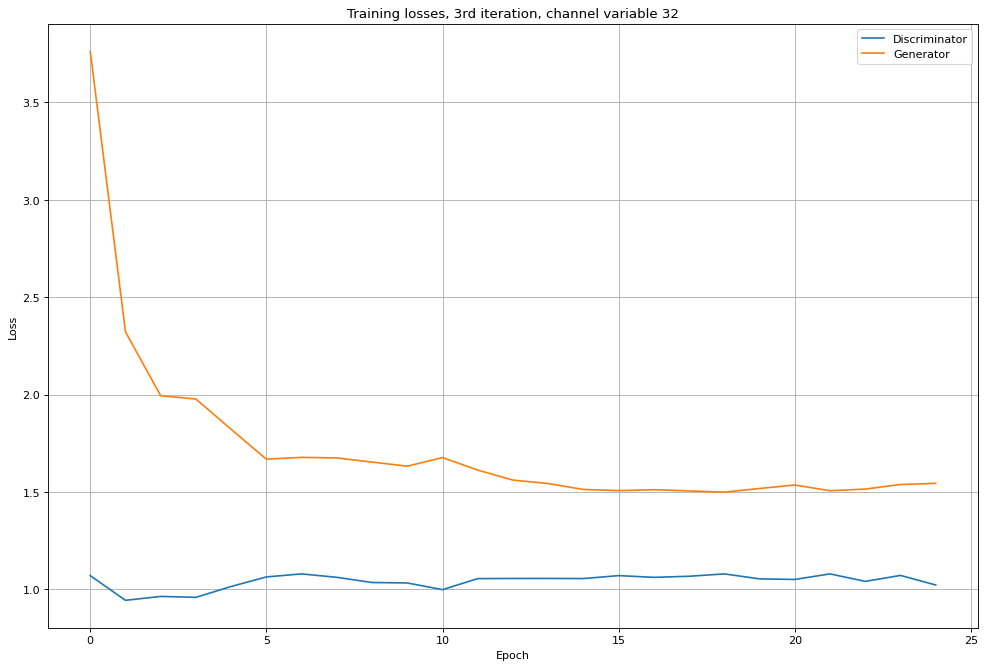 Training losses, 3rd iteration, channel variable 32
Discriminator
Generator
3.5
3.0
2.5
2.0
1.5
1.0
Loss
0 5 10 15 20 25
Epoch